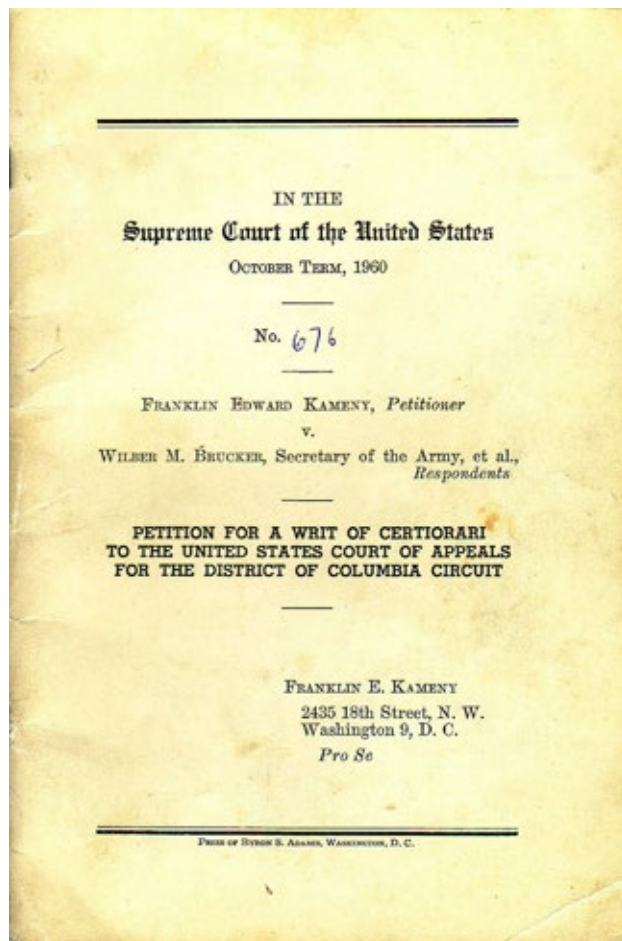 IN THE
Supreme Court of the United States
OCTOBER TERM, 1960
No. 676
FRANKLIN EDWARD KAMENY, Petitioner
v.
WILBER M. BRUCKER, Secretary of the Army, et al.,
Respondents
PETITION FOR A WRIT OF CERTIORARI
TO THE UNITED STATES COURT OF APPEALS
FOR THE DISTRICT OF COLUMBIA CIRCUIT
FRANKLIN E. KAMENY
2435 18th Street, N. W.
Washington 9, D. C.
Pro Se
PRESS OF BYRON S. ADAMS, WASHINGTON, D. C.